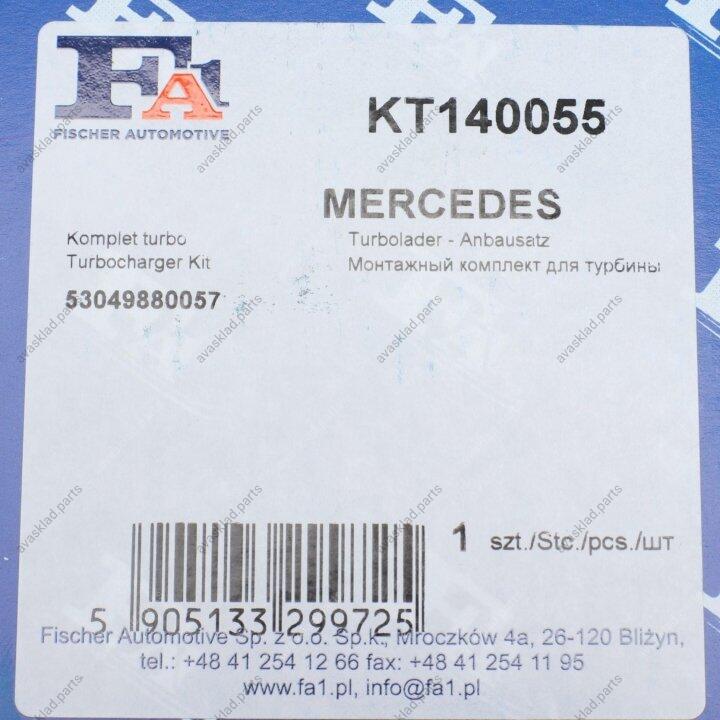 FA1
FISCHER AUTOMOTIVE
KT140055
MERCEDES
Komplet turbo
Turbocharger Kit
53049880057
Turbolader - Anbausatz
Монтажный комплект для турбины
1 szt./Stc./pcs./шт
5 905133 299725
Fischer Automotive Sp. z o.o. Sp.k., Mroczków 4a, 26-120 Bliżyn,
tel.: +48 41 254 12 66 fax: +48 41 254 11 95
www.fa1.pl, info@fa1.pl
avasklad.parts